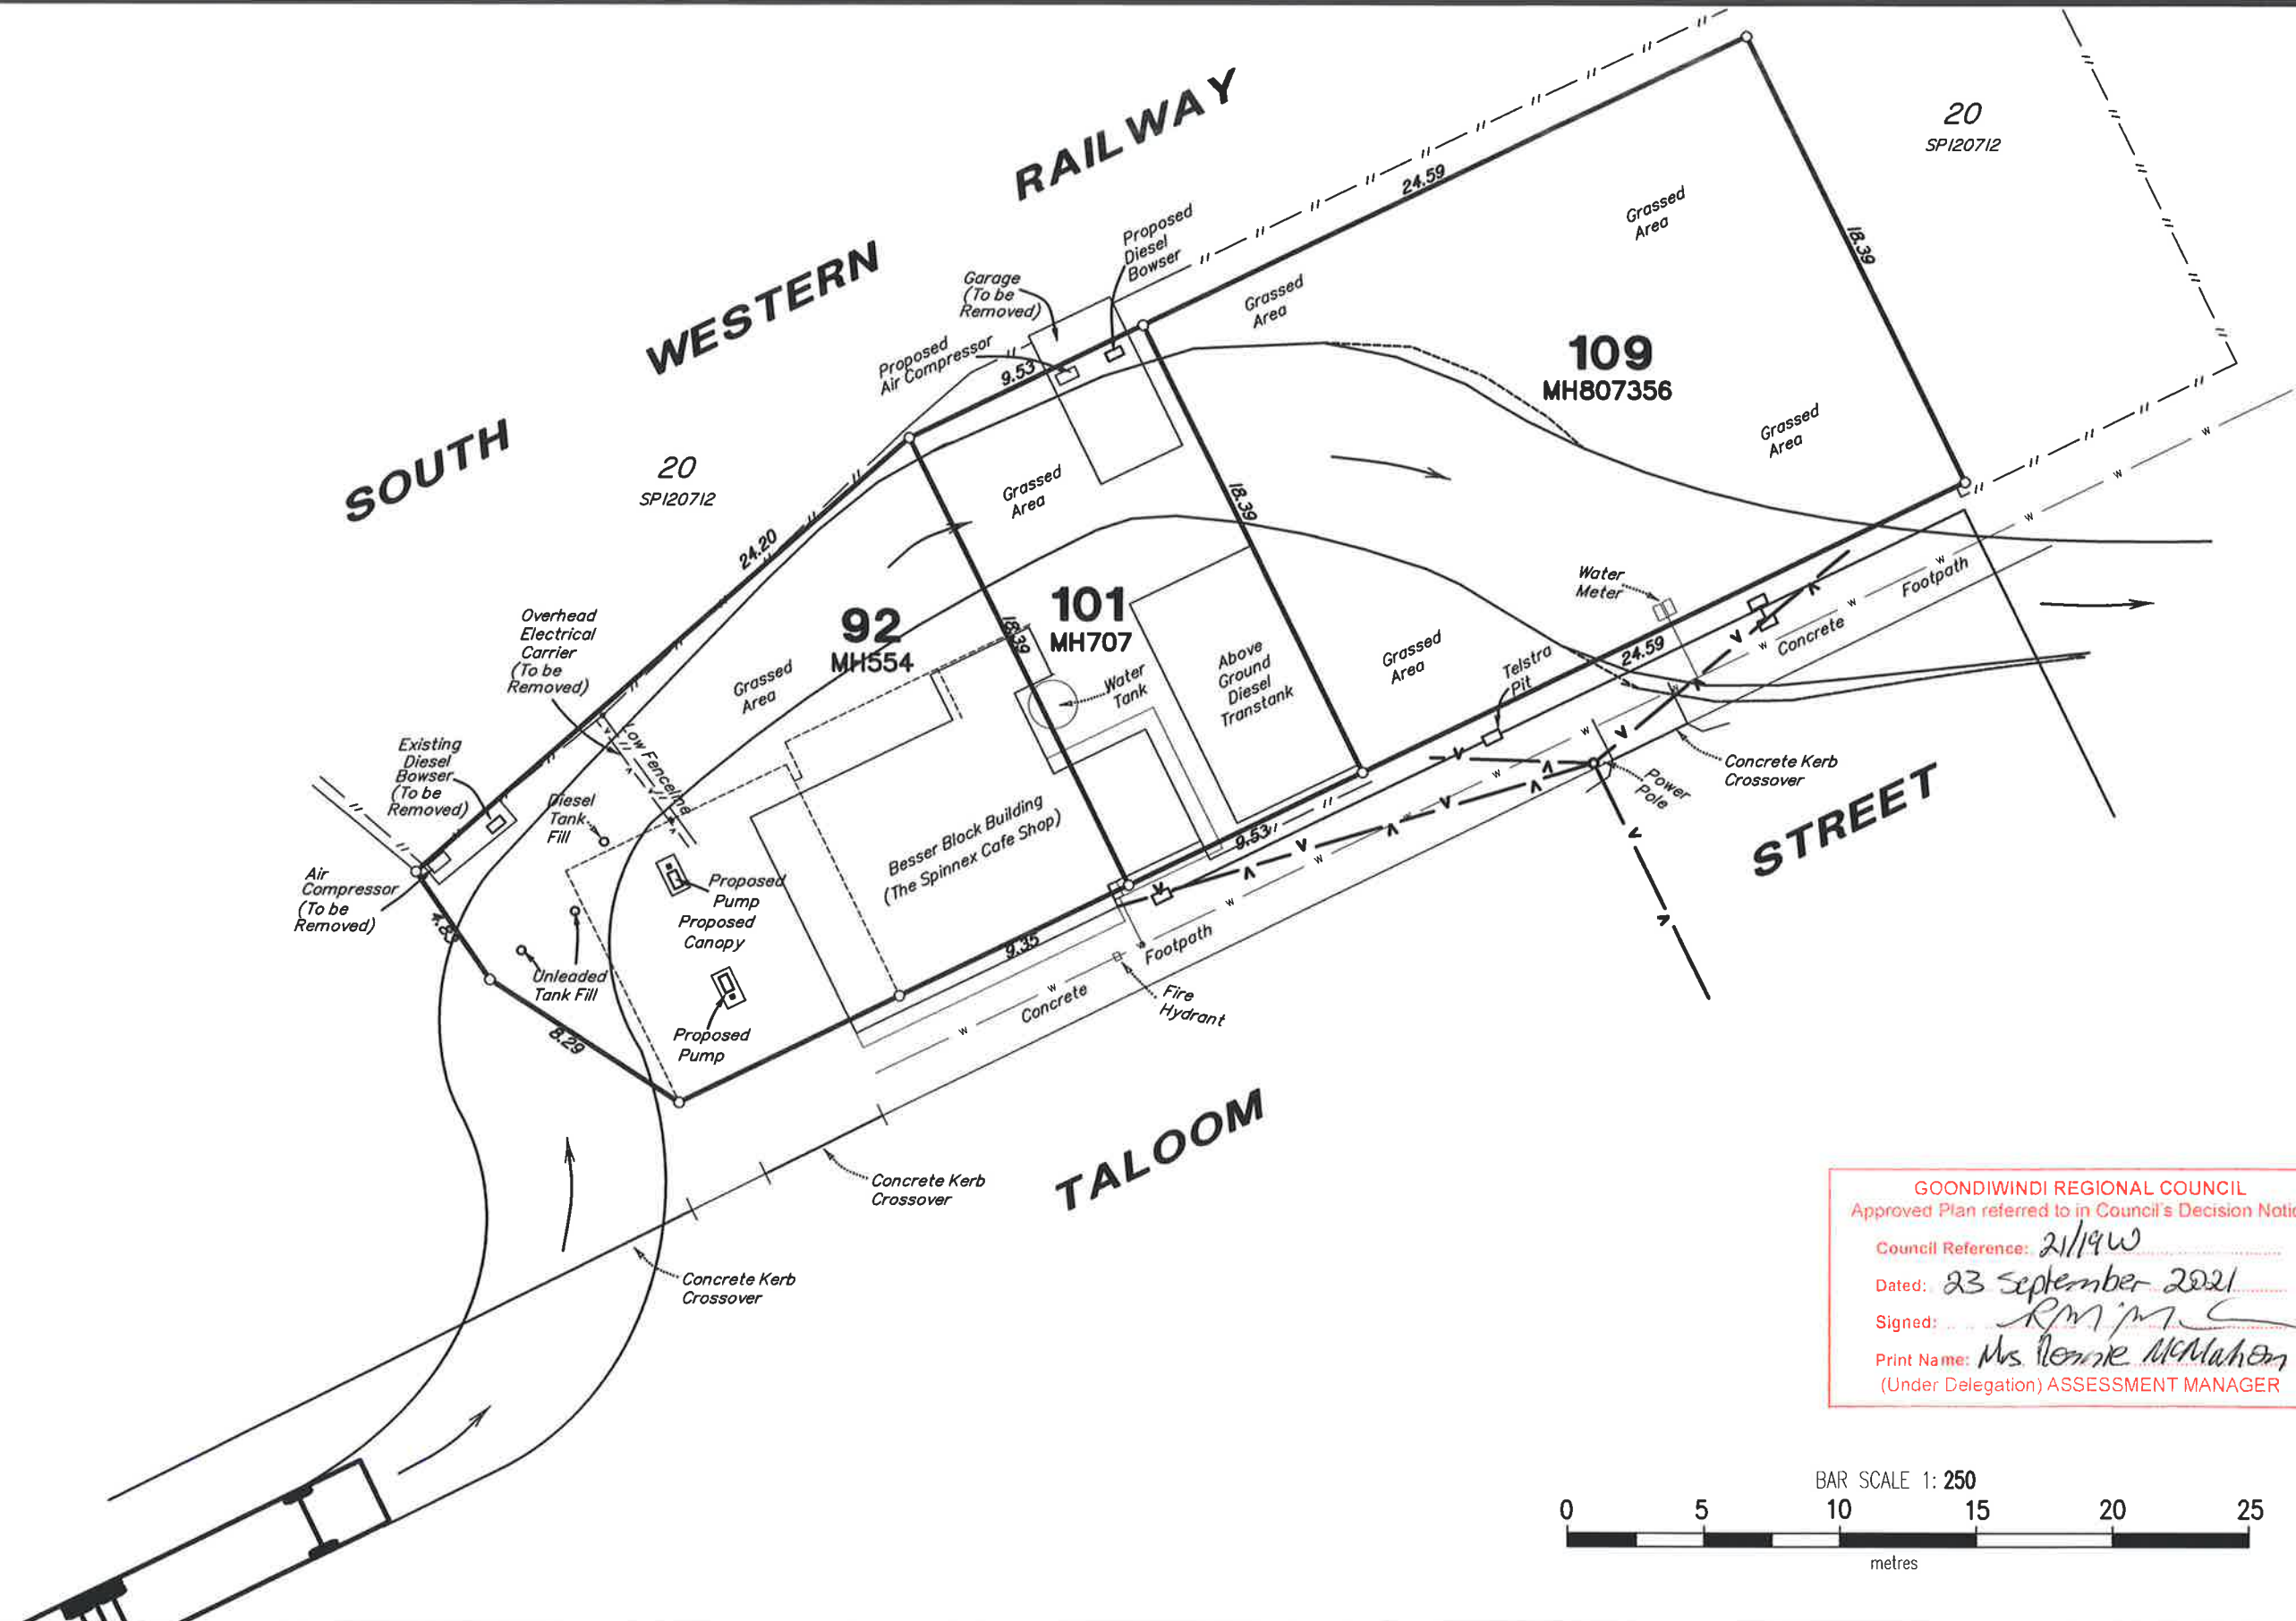 SOUTH
WESTERN
RAILWAY
20
SP120712
24.59
Grassed
Area
18.39
Proposed
Diesel
Bowser
Garage
(To be
Removed)
Grassed
Area
Proposed
Air Compressor
9.53
109
MH807356
20
SP120712
Grassed
Area
Grassed
Area
18.39
24.20
Overhead
Electrical
Carrier
(To be
Removed)
92
MH554
18.39
101
MH707
Water
Meter
Footpath
Concrete
24.59
Grassed
Area
Water
Tank
Above
Ground
Diesel
Transtank
Grassed
Area
Telstra
Pit
Existing
Diesel
Bowser
(To be
Removed)
Low Fenceline
Diesel
Tank
Fill
Concrete Kerb
Crossover
Power
Pole
Besser Block Building
(The Spinnex Cafe Shop)
9.53
STREET
Air
Compressor
(To be
Removed)
4.83
Proposed
Pump
Proposed
Canopy
Unleaded
Tank Fill
9.35
Footpath
Concrete
Fire
Hydrant
8.29
Proposed
Pump
TALOOM
Concrete Kerb
Crossover
Concrete Kerb
Crossover
GOONDIWINDI REGIONAL COUNCIL
Approved Plan referred to in Council's Decision Notic
Council Reference: 21/19W
Dated: 23 September 2021
Signed:
Print Name: Mrs Ronnie McMahon
(Under Delegation) ASSESSMENT MANAGER
BAR SCALE 1: 250
0 5 10 15 20 25
metres